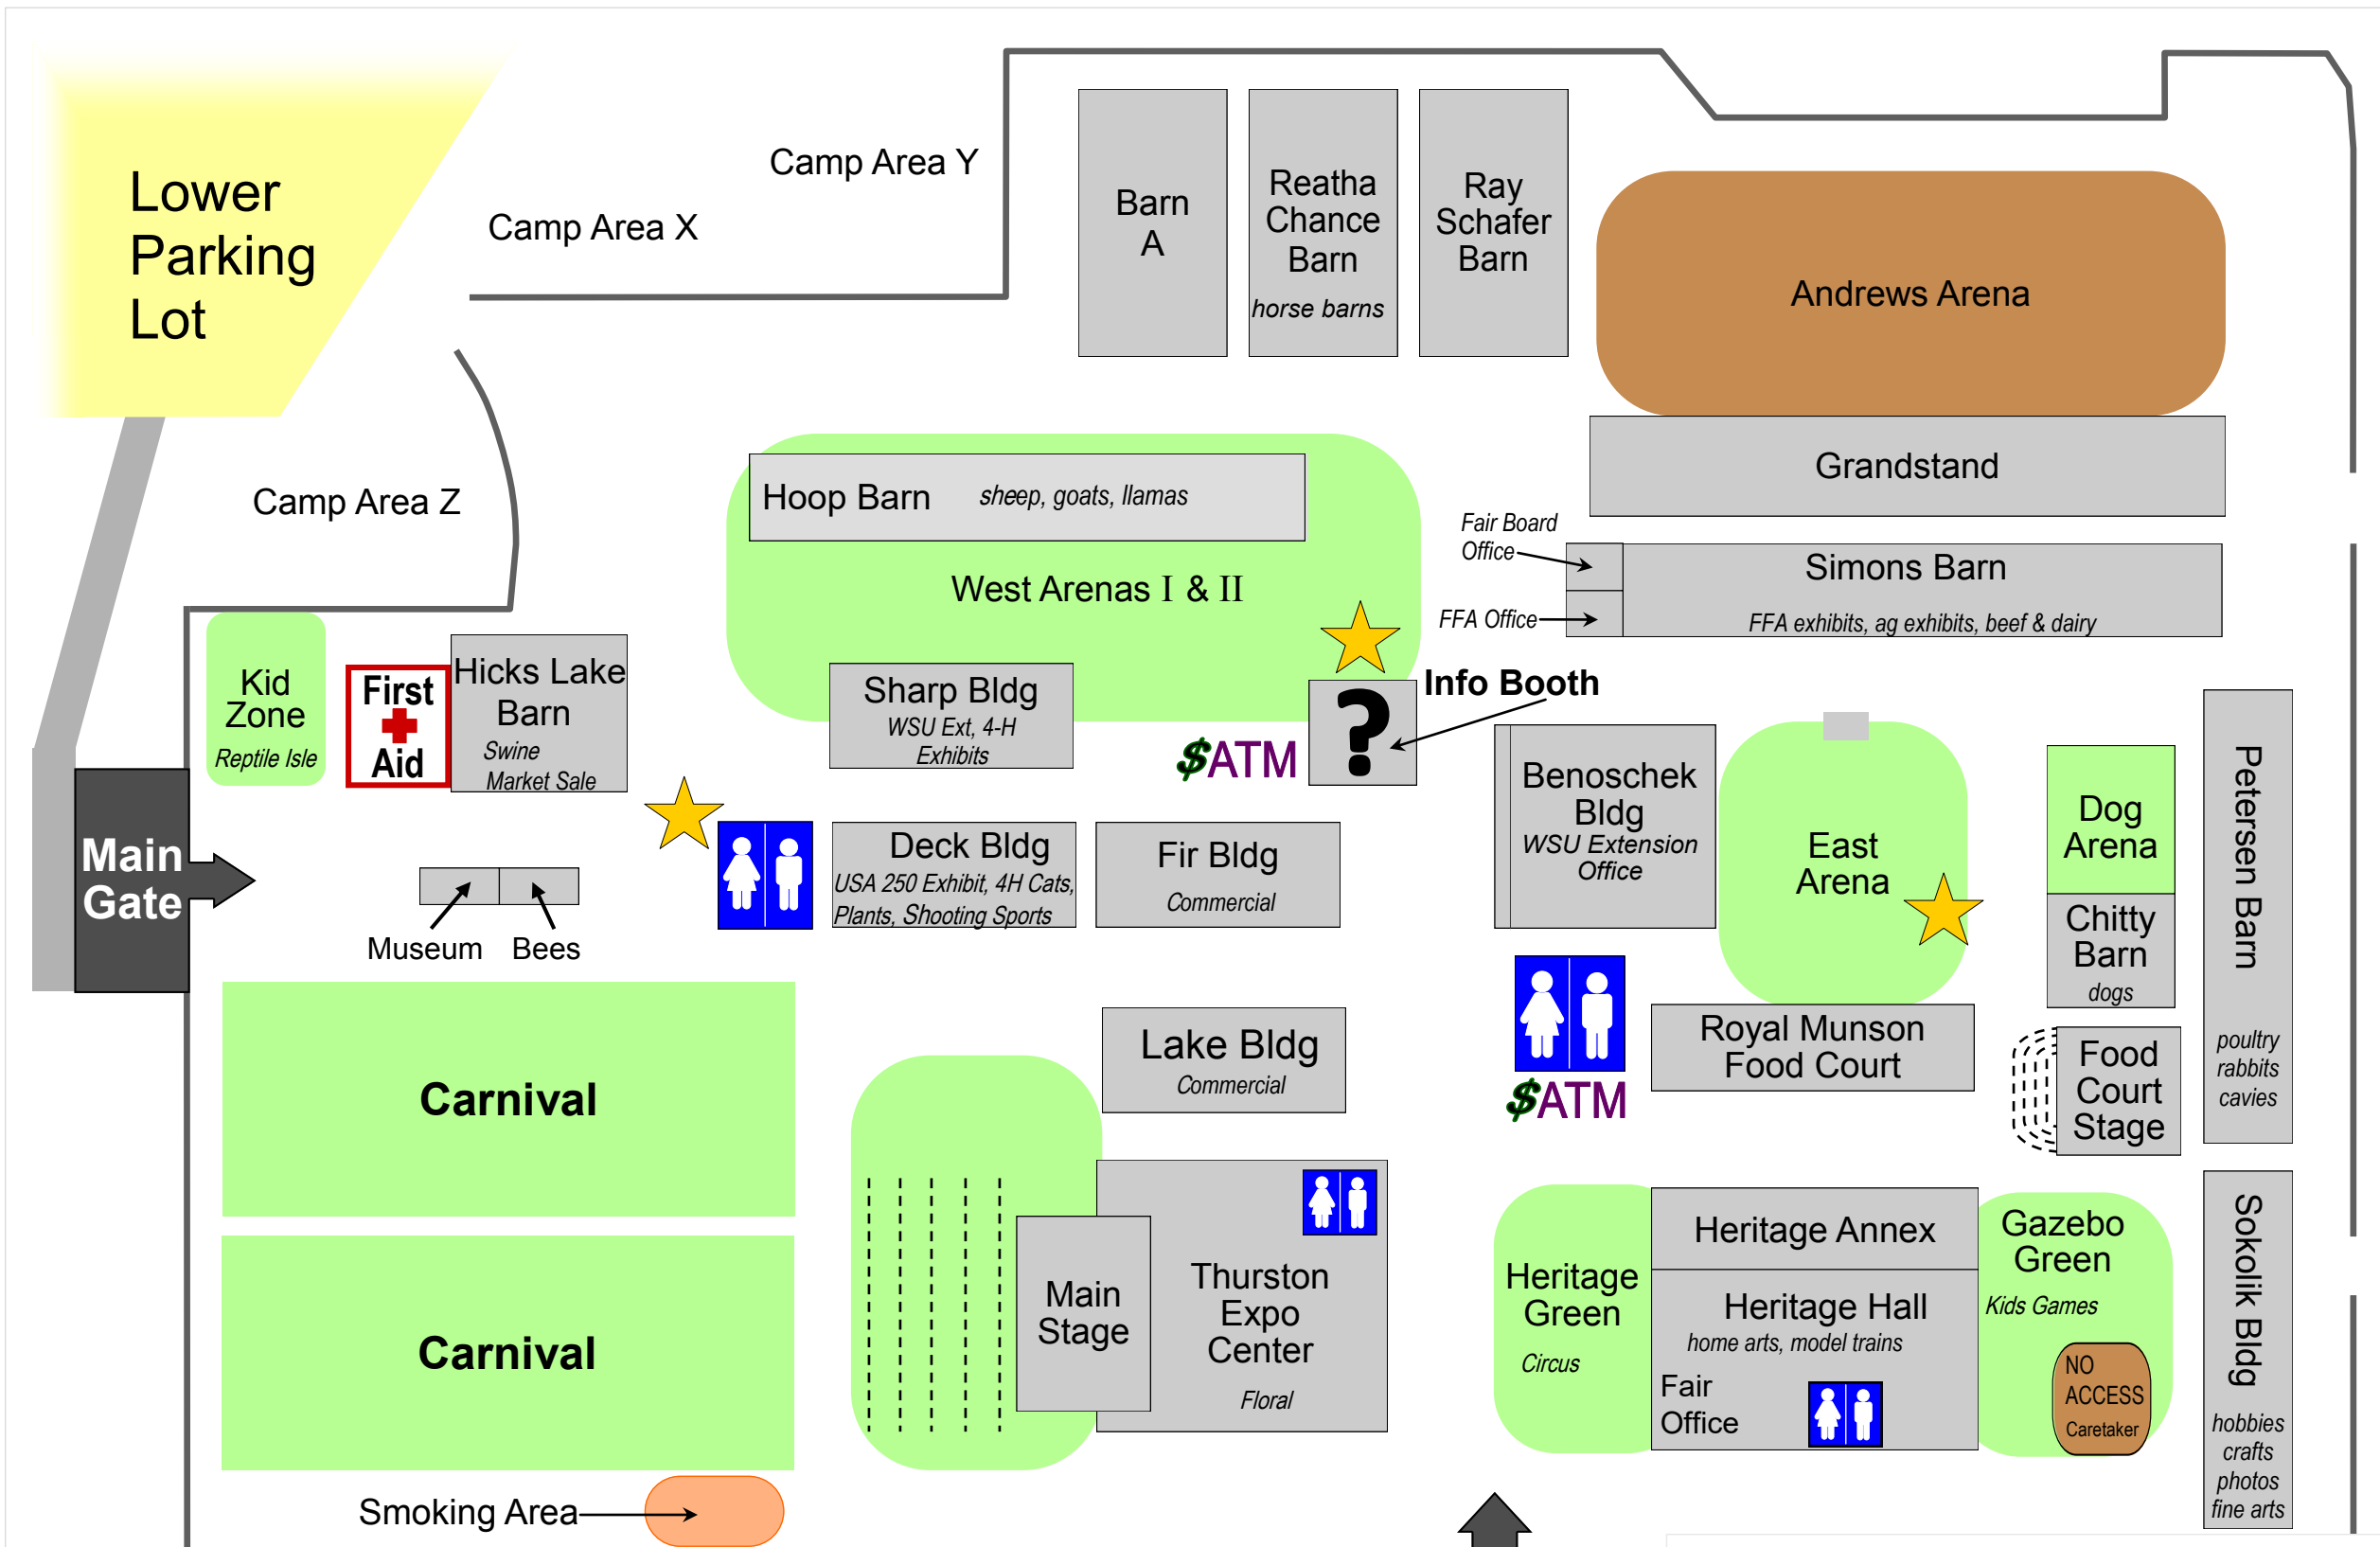 Lower
Parking
Lot
Camp Area X
Camp Area Y
Camp Area Z
Barn
A
Reatha
Chance
Barn
horse barns
Ray
Schafer
Barn
Andrews Arena
Grandstand
Hoop Barn sheep, goats, llamas
West Arenas I & II
Fair Board
Office
FFA Office
Simons Barn
FFA exhibits, ag exhibits, beef & dairy
Kid
Zone
Reptile Isle
First
Aid
Hicks Lake
Barn
Swine
Market Sale
Sharp Bldg
WSU Ext, 4-H
Exhibits
Info Booth
?
$ATM
Main
Gate
Museum
Bees
Deck Bldg
USA 250 Exhibit, 4H Cats,
Plants, Shooting Sports
Fir Bldg
Commercial
Benoschek
Bldg
WSU Extension
Office
East
Arena
Dog
Arena
Chitty
Barn
dogs
Petersen Barn
poultry
rabbits
cavies
Carnival
Lake Bldg
Commercial
$ATM
Royal Munson
Food Court
Food
Court
Stage
Carnival
Main
Stage
Thurston
Expo
Center
Floral
Heritage
Green
Circus
Heritage Annex
Heritage Hall
home arts, model trains
Fair
Office
Gazebo
Green
Kids Games
NO
ACCESS
Caretaker
Sokolik Bldg
hobbies
crafts
photos
fine arts
Smoking Area